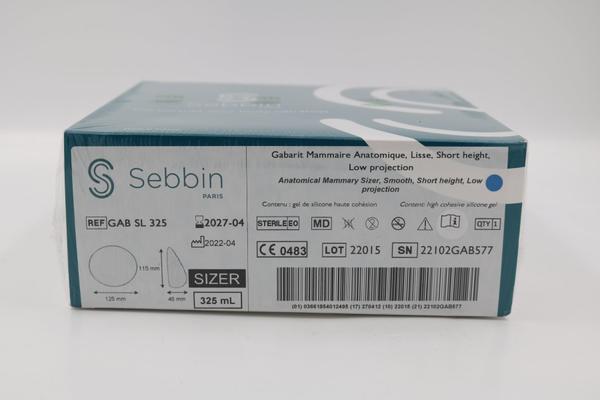 Sebbin
PARIS
REF GAB SL 325
2027-04
2022-04
115 mm
125 mm
45 mm
SIZER
325 mL
Gabarit Mammaire Anatomique, Lisse, Short height,
Low projection
Anatomical Mammary Sizer, Smooth, Short height, Low
projection
Contenu : gel de silicone haute cohésion
Content: high cohesive silicone gel
STERILE EO
MD
QTY 1
CE 0483
LOT 22015
SN 22102GAB577
(01) 03661954012495 (17) 270412 (10) 22015 (21) 22102GAB577